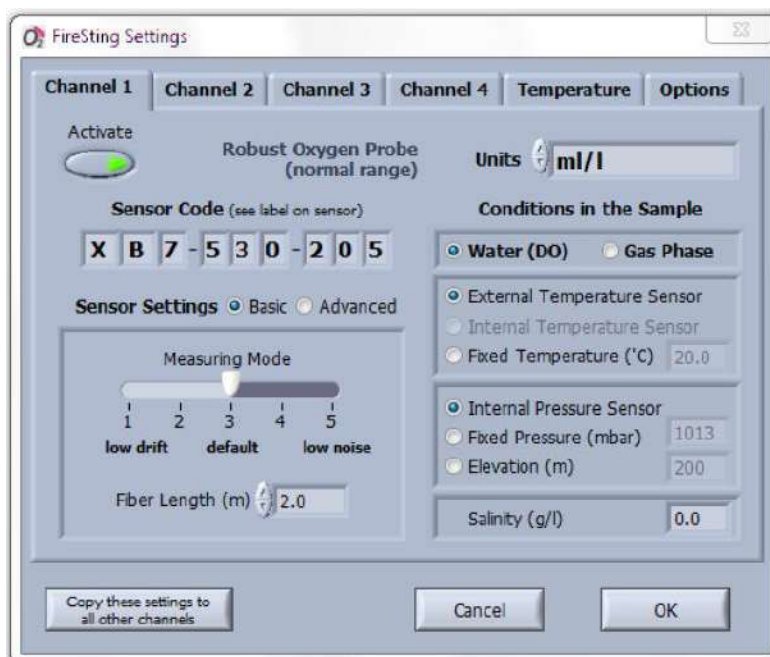 O2 FireSting Settings
Channel 1 Channel 2 Channel 3 Channel 4 Temperature Options
Activate
Robust Oxygen Probe
(normal range)
Units ml/l
Sensor Code (see label on sensor)
X B 7 - 5 3 0 - 2 0 5
Sensor Settings Basic Advanced
Measuring Mode
1 2 3 4 5
low drift default low noise
Fiber Length (m) 2.0
Conditions in the Sample
Water (DO) Gas Phase
External Temperature Sensor
Internal Temperature Sensor
Fixed Temperature ('C) 20.0
Internal Pressure Sensor
Fixed Pressure (mbar) 1013
Elevation (m) 200
Salinity (g/l) 0.0
Copy these settings to
all other channels
Cancel
OK